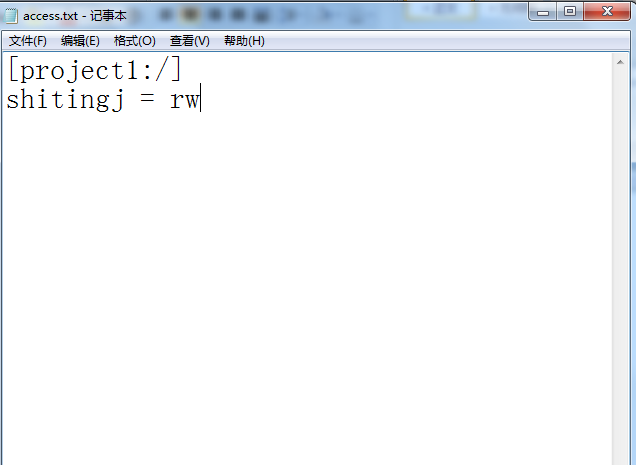 access.txt - 记事本
文件(F) 编辑(E) 格式(O) 查看(V) 帮助(H)
[project1:/]
shitingj = rw